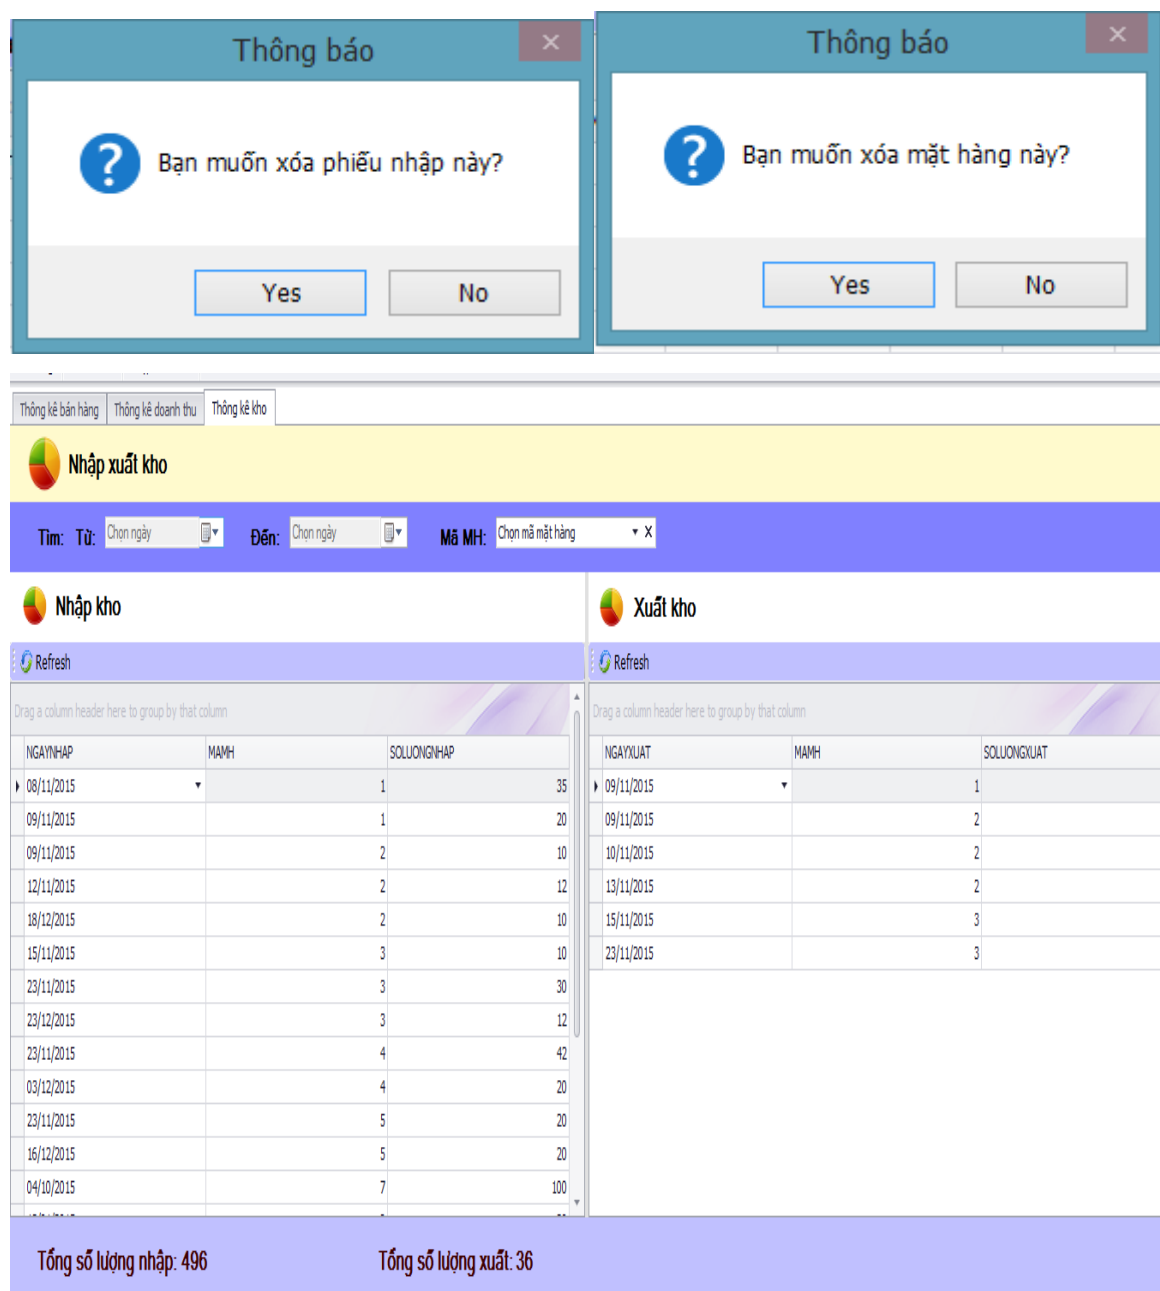 Thông báo
Bạn muốn xóa phiếu nhập này?
Yes No
Thông báo
Bạn muốn xóa mặt hàng này?
Yes No
Thông kê bán hàng Thông kê doanh thu Thông kê kho
Nhập xuất kho
Tìm: Từ: Chọn ngày Đến: Chọn ngày Mã MH: Chọn mã mặt hàng X
Nhập kho
Refresh
Drag a column header here to group by that column
NGAYNHAP MAMH SOLUONGNHAP
08/11/2015 1 35
09/11/2015 1 20
09/11/2015 2 10
12/11/2015 2 12
18/12/2015 2 10
15/11/2015 3 10
23/11/2015 3 30
23/12/2015 3 12
23/11/2015 4 42
03/12/2015 4 20
23/11/2015 5 20
16/12/2015 5 20
04/10/2015 7 100
Xuất kho
Refresh
Drag a column header here to group by that column
NGAYXUAT MAMH SOLUONGXUAT
09/11/2015 1
09/11/2015 2
10/11/2015 2
13/11/2015 2
15/11/2015 3
23/11/2015 3
Tổng số lượng nhập: 496 Tổng số lượng xuất: 36